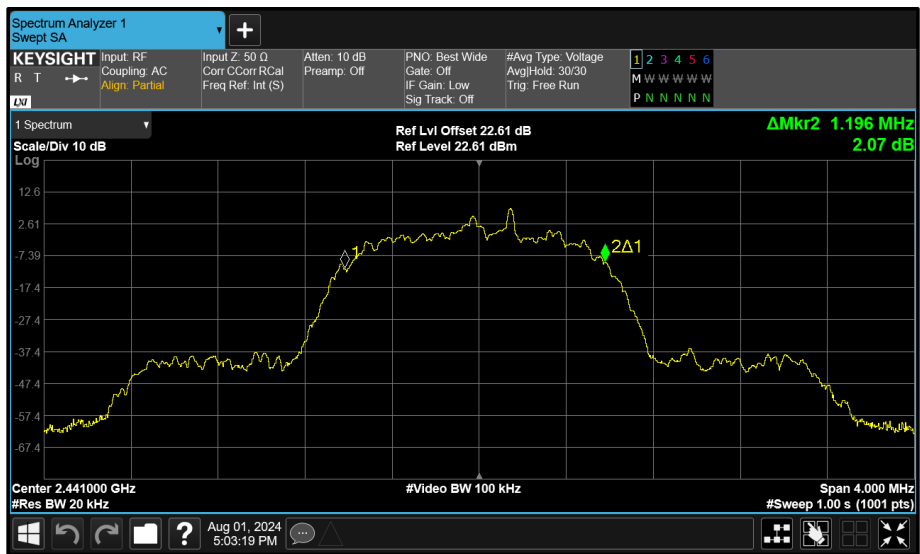 Spectrum Analyzer 1
Swept SA
▼
+
KEYSIGHT
R T
LXI
Input: RF
Coupling: AC
Align: Partial
Input Z: 50 Ω
Corr CCorr RCal
Freq Ref: Int (S)
Atten: 10 dB
Preamp: Off
PNO: Best Wide
Gate: Off
IF Gain: Low
Sig Track: Off
#Avg Type: Voltage
Avg|Hold: 30/30
Trig: Free Run
1 2 3 4 5 6
M W W W W W
P N N N N N
1 Spectrum ▼
Scale/Div 10 dB
Ref Lvl Offset 22.61 dB
Ref Level 22.61 dBm
ΔMkr2 1.196 MHz
2.07 dB
Log
12.6
2.61
-7.39
-17.4
-27.4
-37.4
-47.4
-57.4
-67.4
1
2Δ1
Center 2.441000 GHz
#Video BW 100 kHz
Span 4.000 MHz
#Res BW 20 kHz
#Sweep 1.00 s (1001 pts)
?
Aug 01, 2024
5:03:19 PM